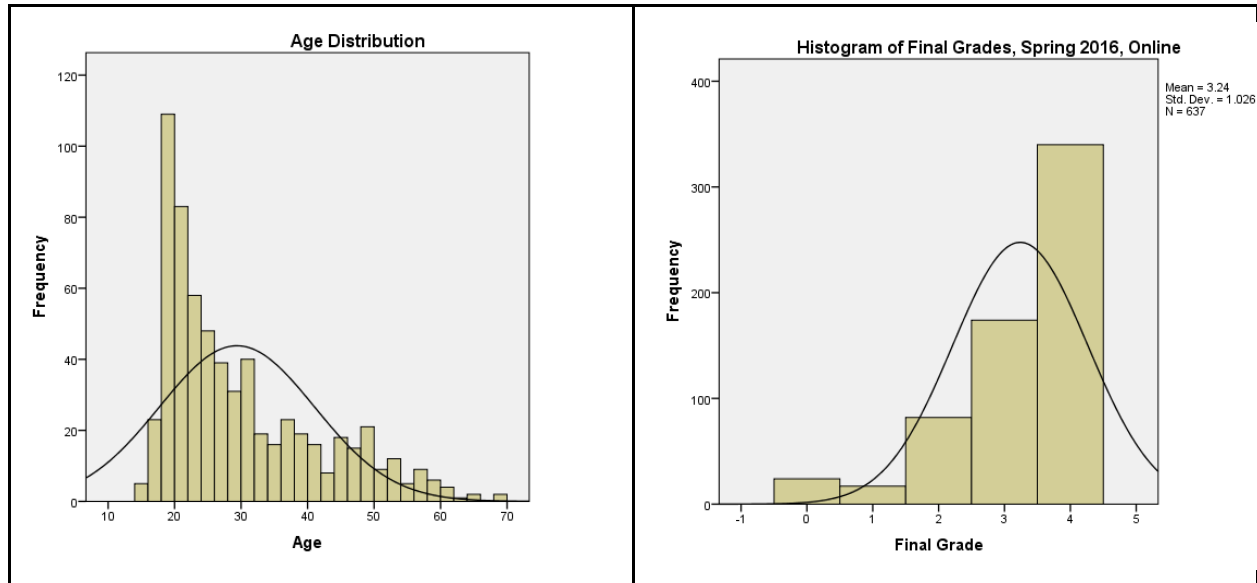 Age Distribution
120
100
80
60
40
20
0
Frequency
10 20 30 40 50 60 70
Age
Histogram of Final Grades, Spring 2016, Online
Mean = 3.24
Std. Dev. = 1.026
N = 637
400
300
200
100
0
Frequency
-1 0 1 2 3 4 5
Final Grade